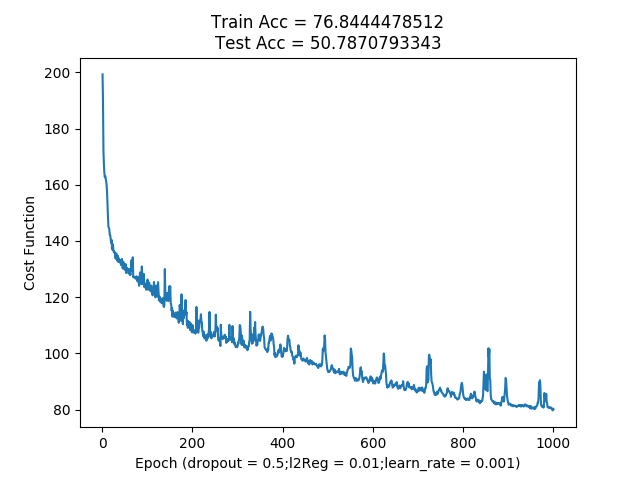 Train Acc = 76.8444478512
Test Acc = 50.7870793343
200
180
160
140
120
100
80
Cost Function
0 200 400 600 800 1000
Epoch (dropout = 0.5;l2Reg = 0.01;learn_rate = 0.001)